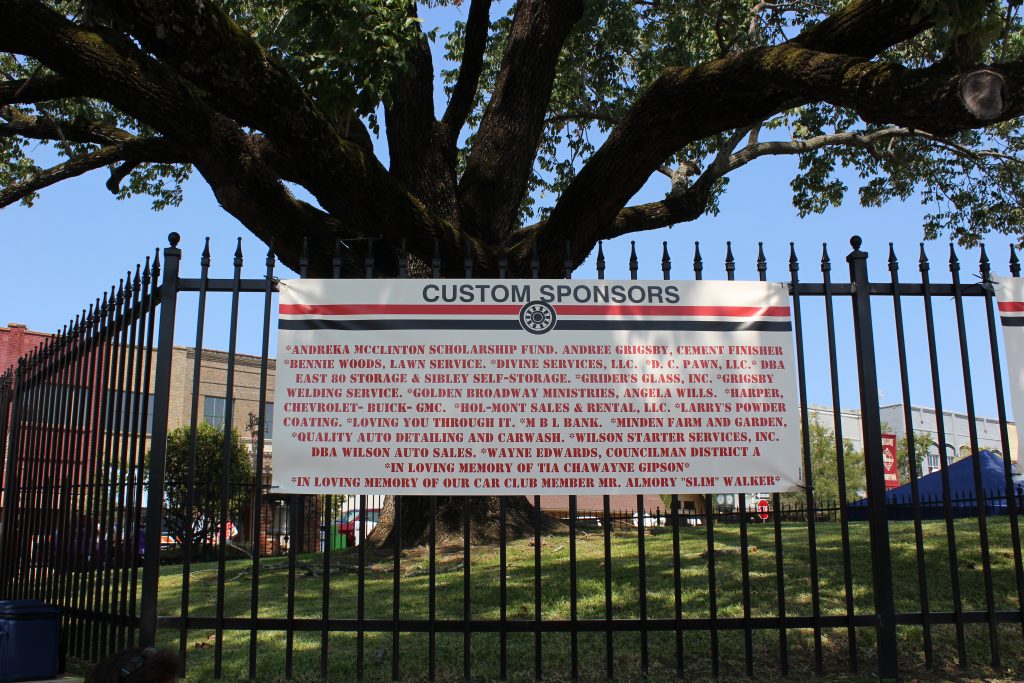 CUSTOM SPONSORS
*ANDREKA MCCLINTON SCHOLARSHIP FUND. ANDREE GRIGSBY, CEMENT FINISHER
*BENNIE WOODS, LAWN SERVICE. *DIVINE SERVICES, LLC. *D. C. PAWN, LLC.* DBA
EAST 80 STORAGE & SIBLEY SELF-STORAGE. *GRIDER'S GLASS, INC. *GRIGSBY
WELDING SERVICE. *GOLDEN BROADWAY MINISTRIES, ANGELA WILLS. *HARPER,
CHEVROLET- BUICK- GMC. *HOL-MONT SALES & RENTAL, LLC. *LARRY'S POWDER
COATING. *LOVING YOU THROUGH IT. *M B L BANK. *MINDEN FARM AND GARDEN,
*QUALITY AUTO DETAILING AND CARWASH. *WILSON STARTER SERVICES, INC.
DBA WILSON AUTO SALES. *WAYNE EDWARDS, COUNCILMAN DISTRICT A
*IN LOVING MEMORY OF TIA CHAWAYNE GIPSON*
*IN LOVING MEMORY OF OUR CAR CLUB MEMBER MR. ALMORY "SLIM" WALKER*